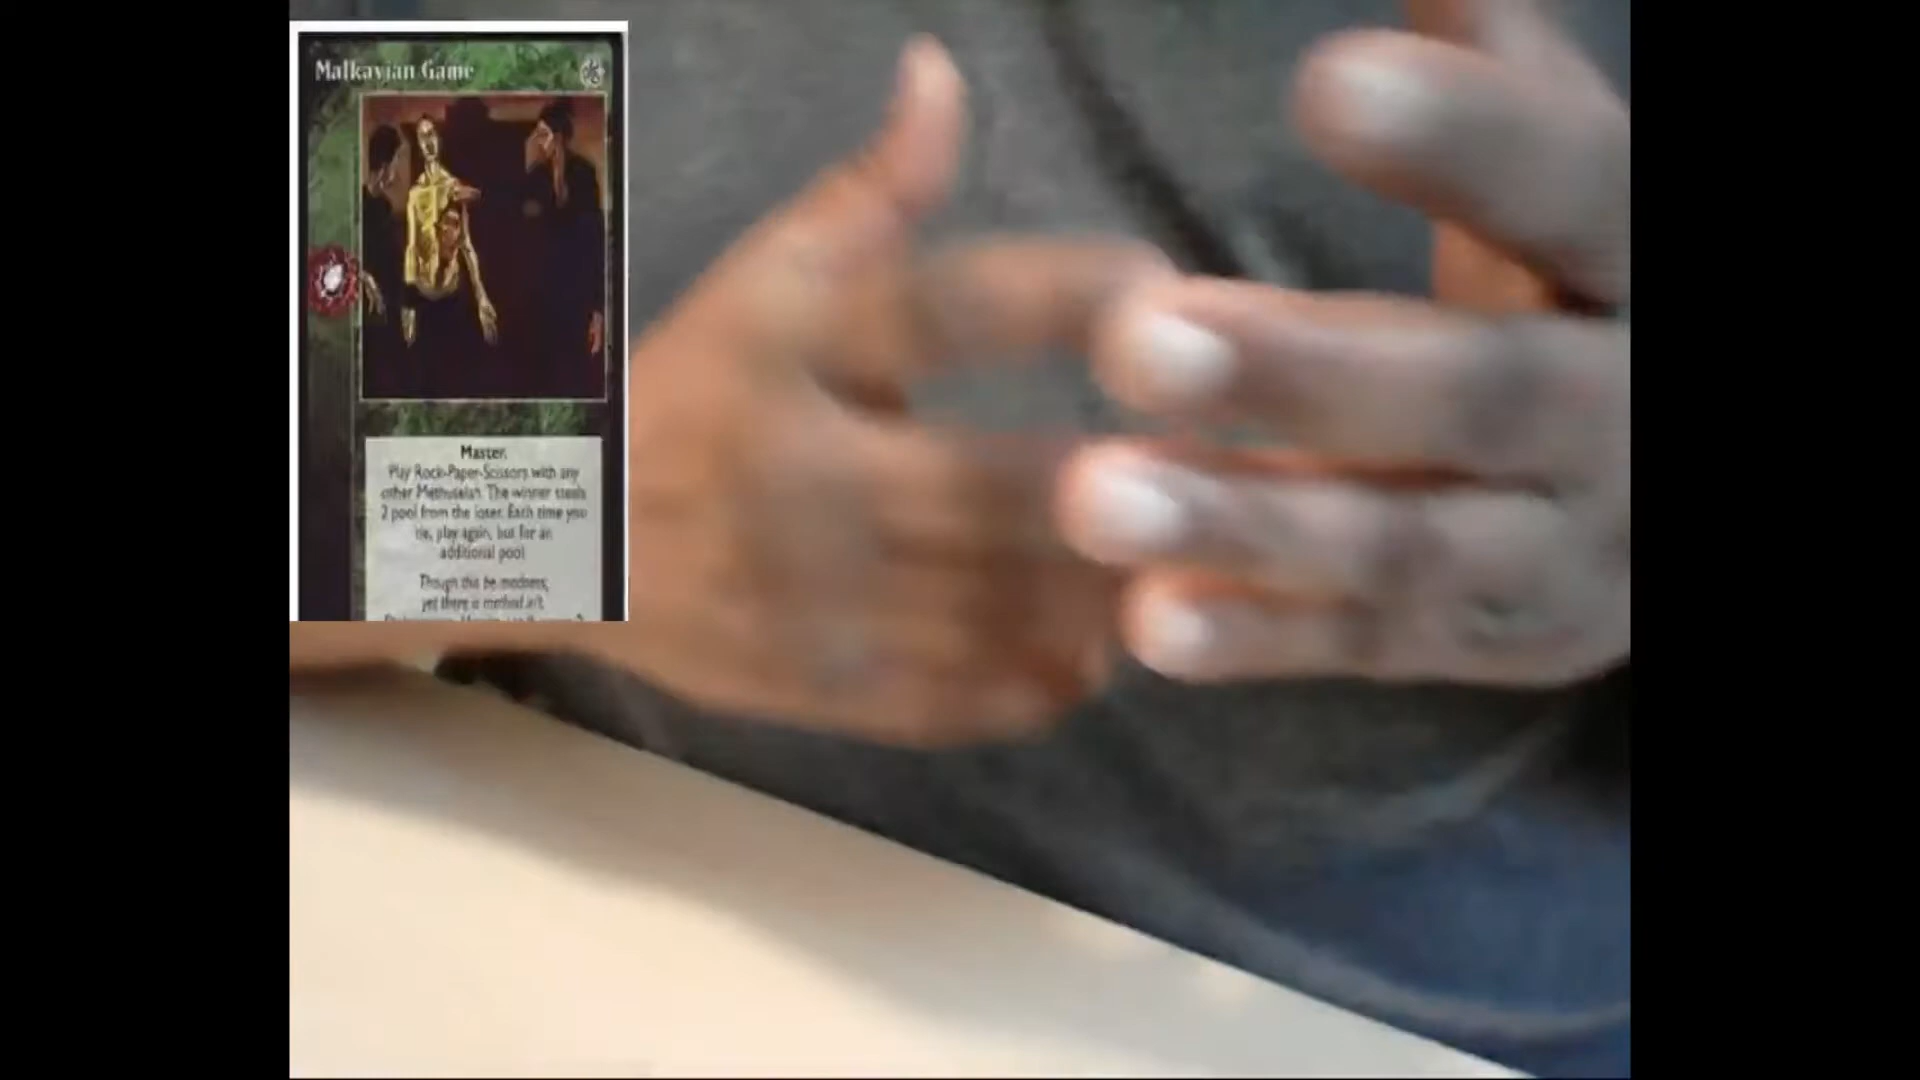 Malkavian Game
Master.
Play Rock-Paper-Scissors with any
other Methuselah. The winner steals
2 pool from the loser. Each time you
tie, play again, but for an
additional pool
Though this be madness,
yet there is method in't.